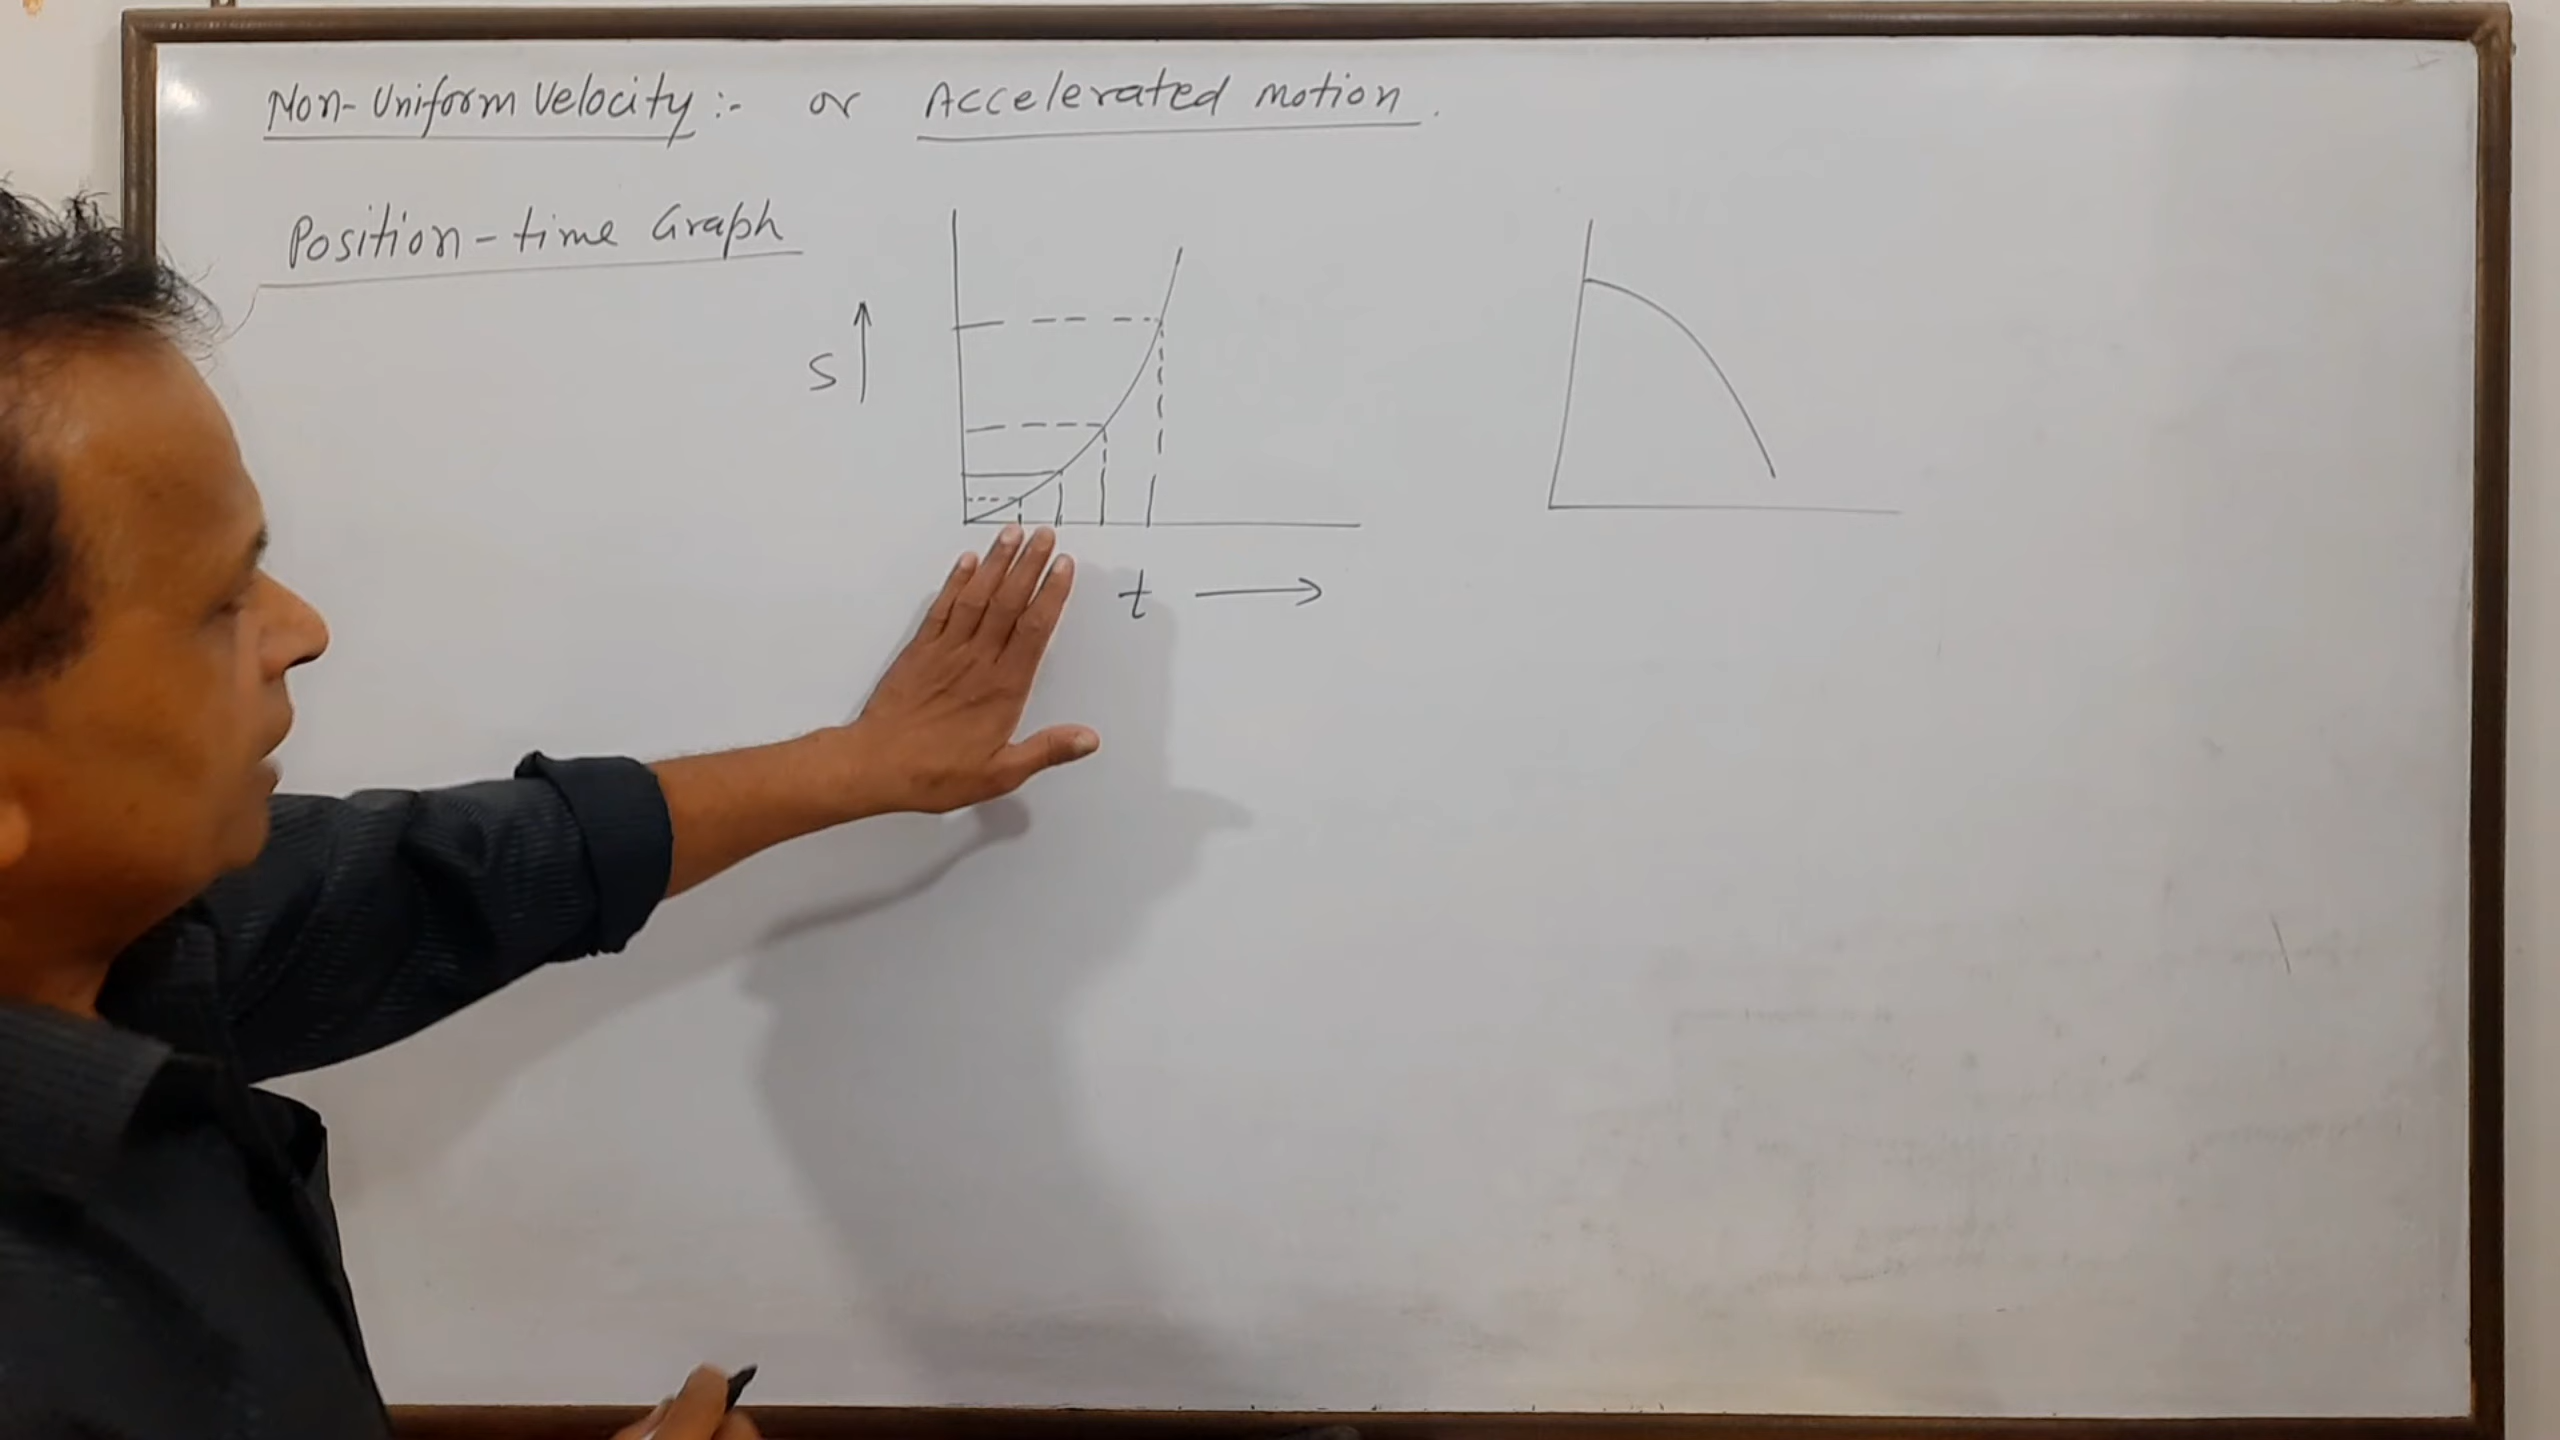 Non-Uniform Velocity :- or Accelerated motion.
Position-time Graph
S
t